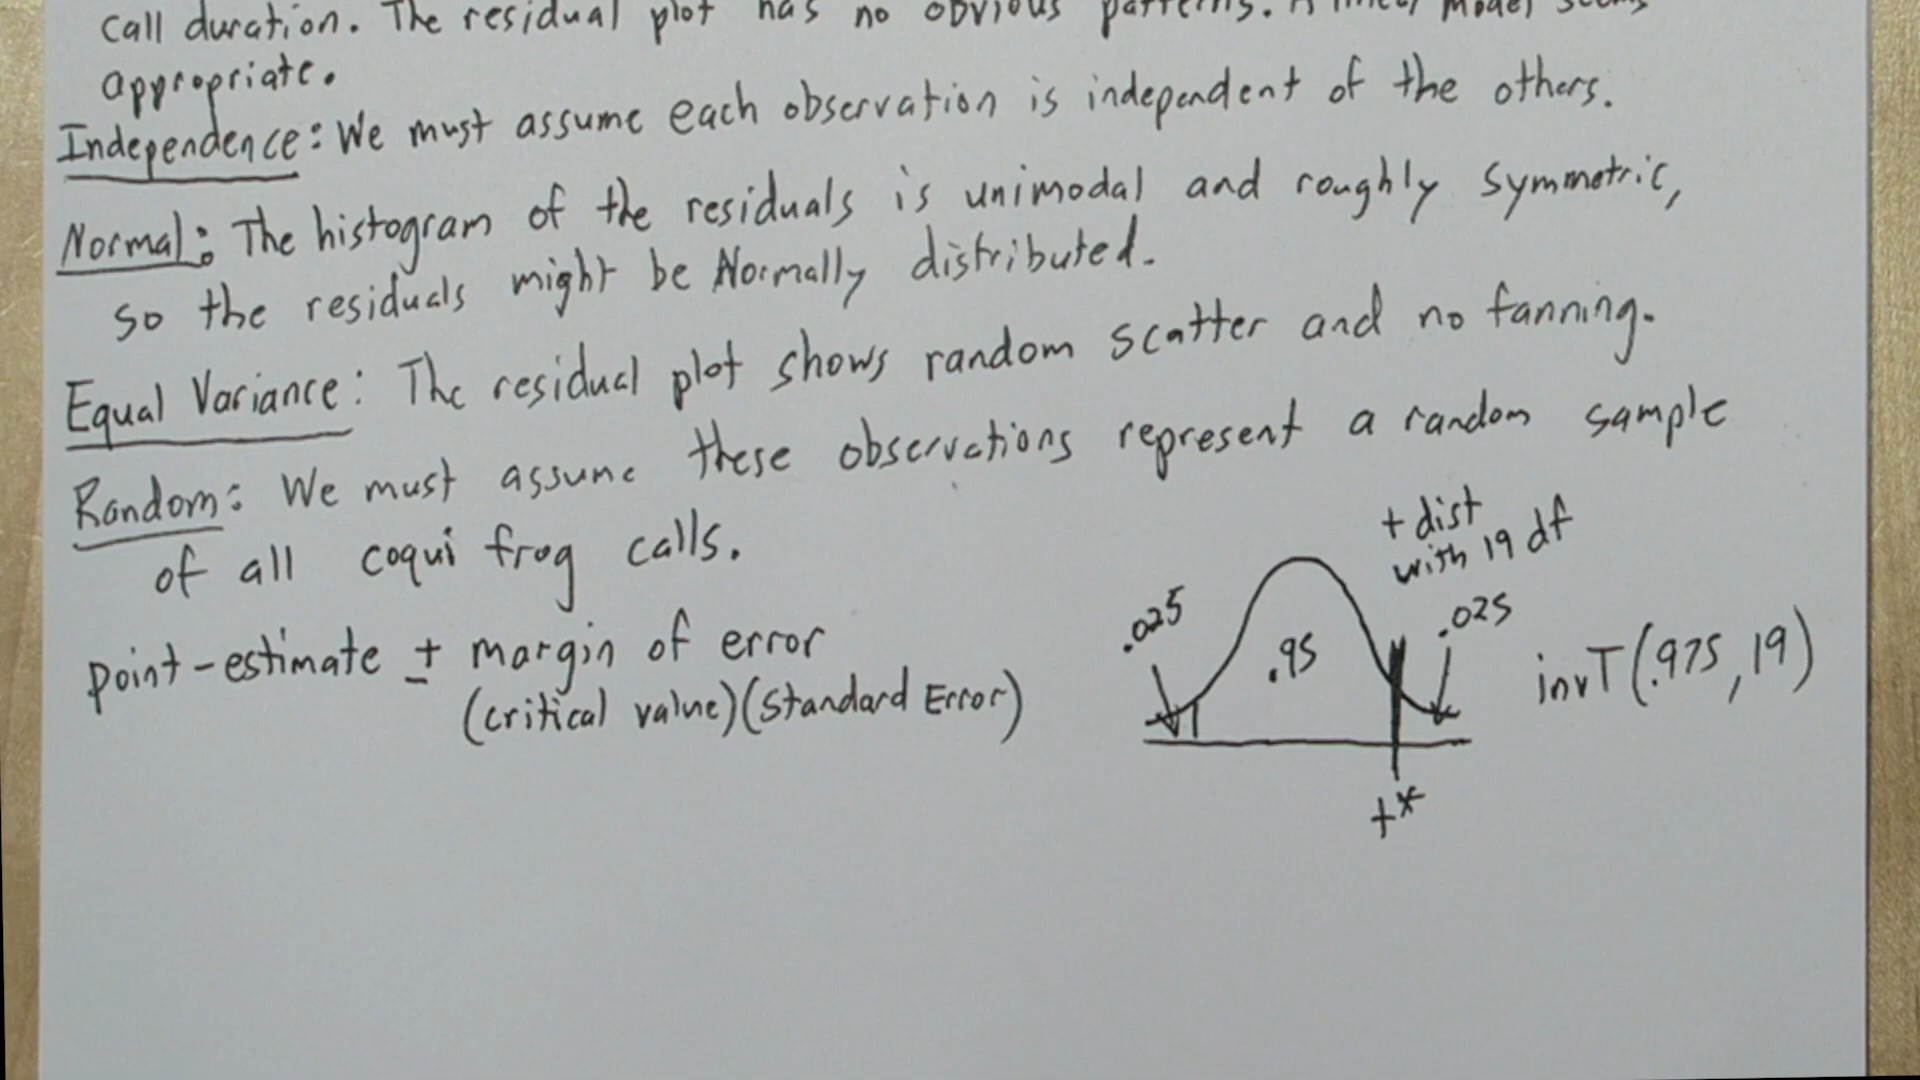 call duration. The residual plot has no obvious patterns. A linear model seems
appropriate.
Independence: We must assume each observation is independent of the others.
Normal: The histogram of the residuals is unimodal and roughly symmetric,
so the residuals might be Normally distributed.
Equal Variance: The residual plot shows random scatter and no fanning.
Random: We must assume these observations represent a random sample
of all coqui frog calls.
point-estimate ± margin of error
(critical value)(Standard Error)
t dist
with 19 df
.025
.95
.025
invT(.975,19)
t*